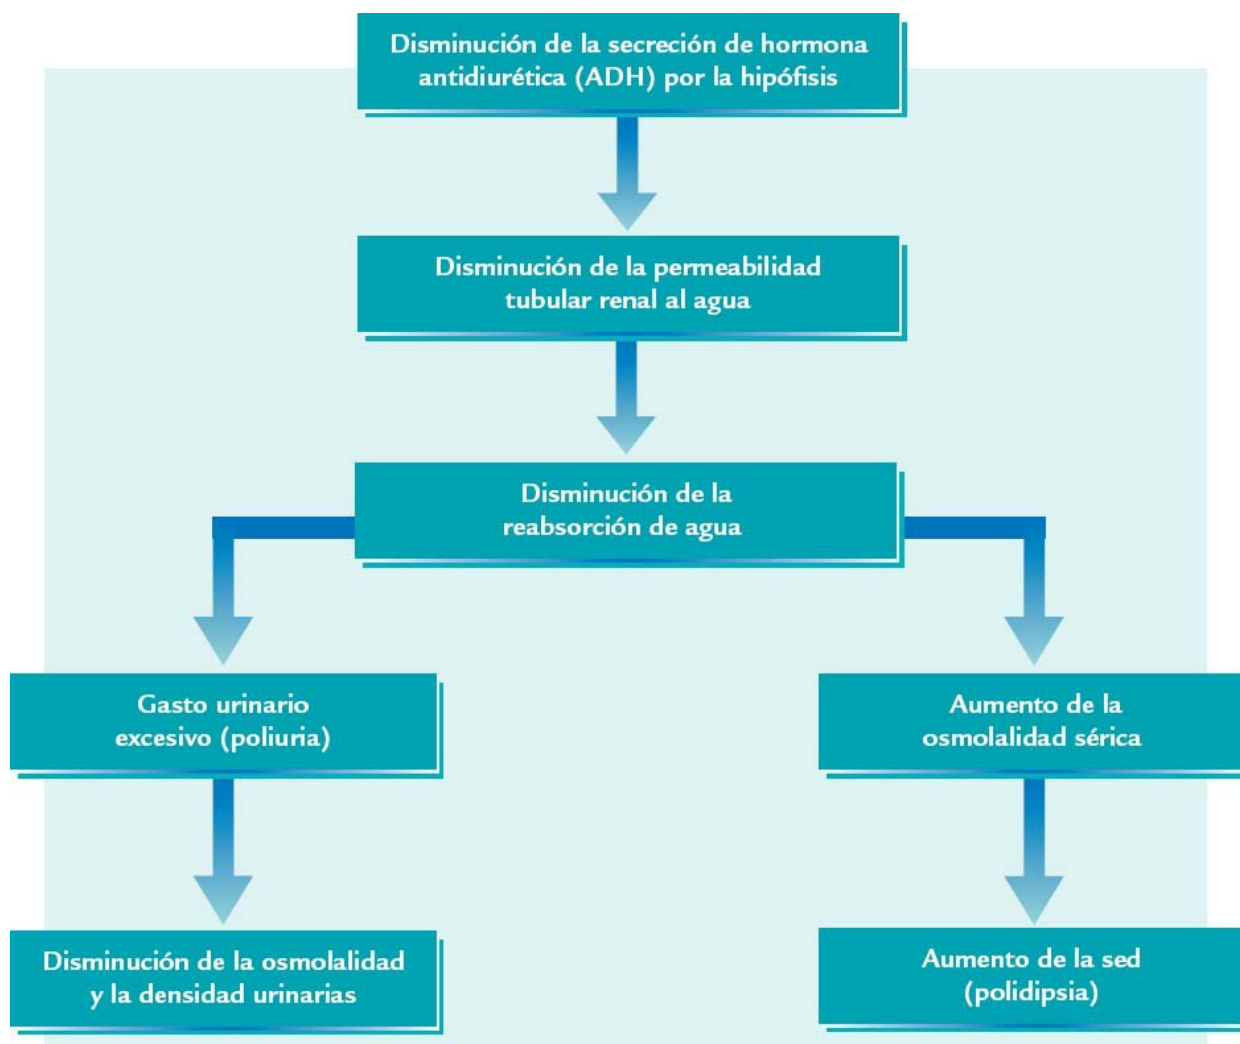 Disminución de la secreción de hormona
antidiurética (ADH) por la hipófisis
Disminución de la permeabilidad
tubular renal al agua
Disminución de la
reabsorción de agua
Gasto urinario
excesivo (poliuria)
Aumento de la
osmolalidad sérica
Disminución de la osmolalidad
y la densidad urinarias
Aumento de la sed
(polidipsia)